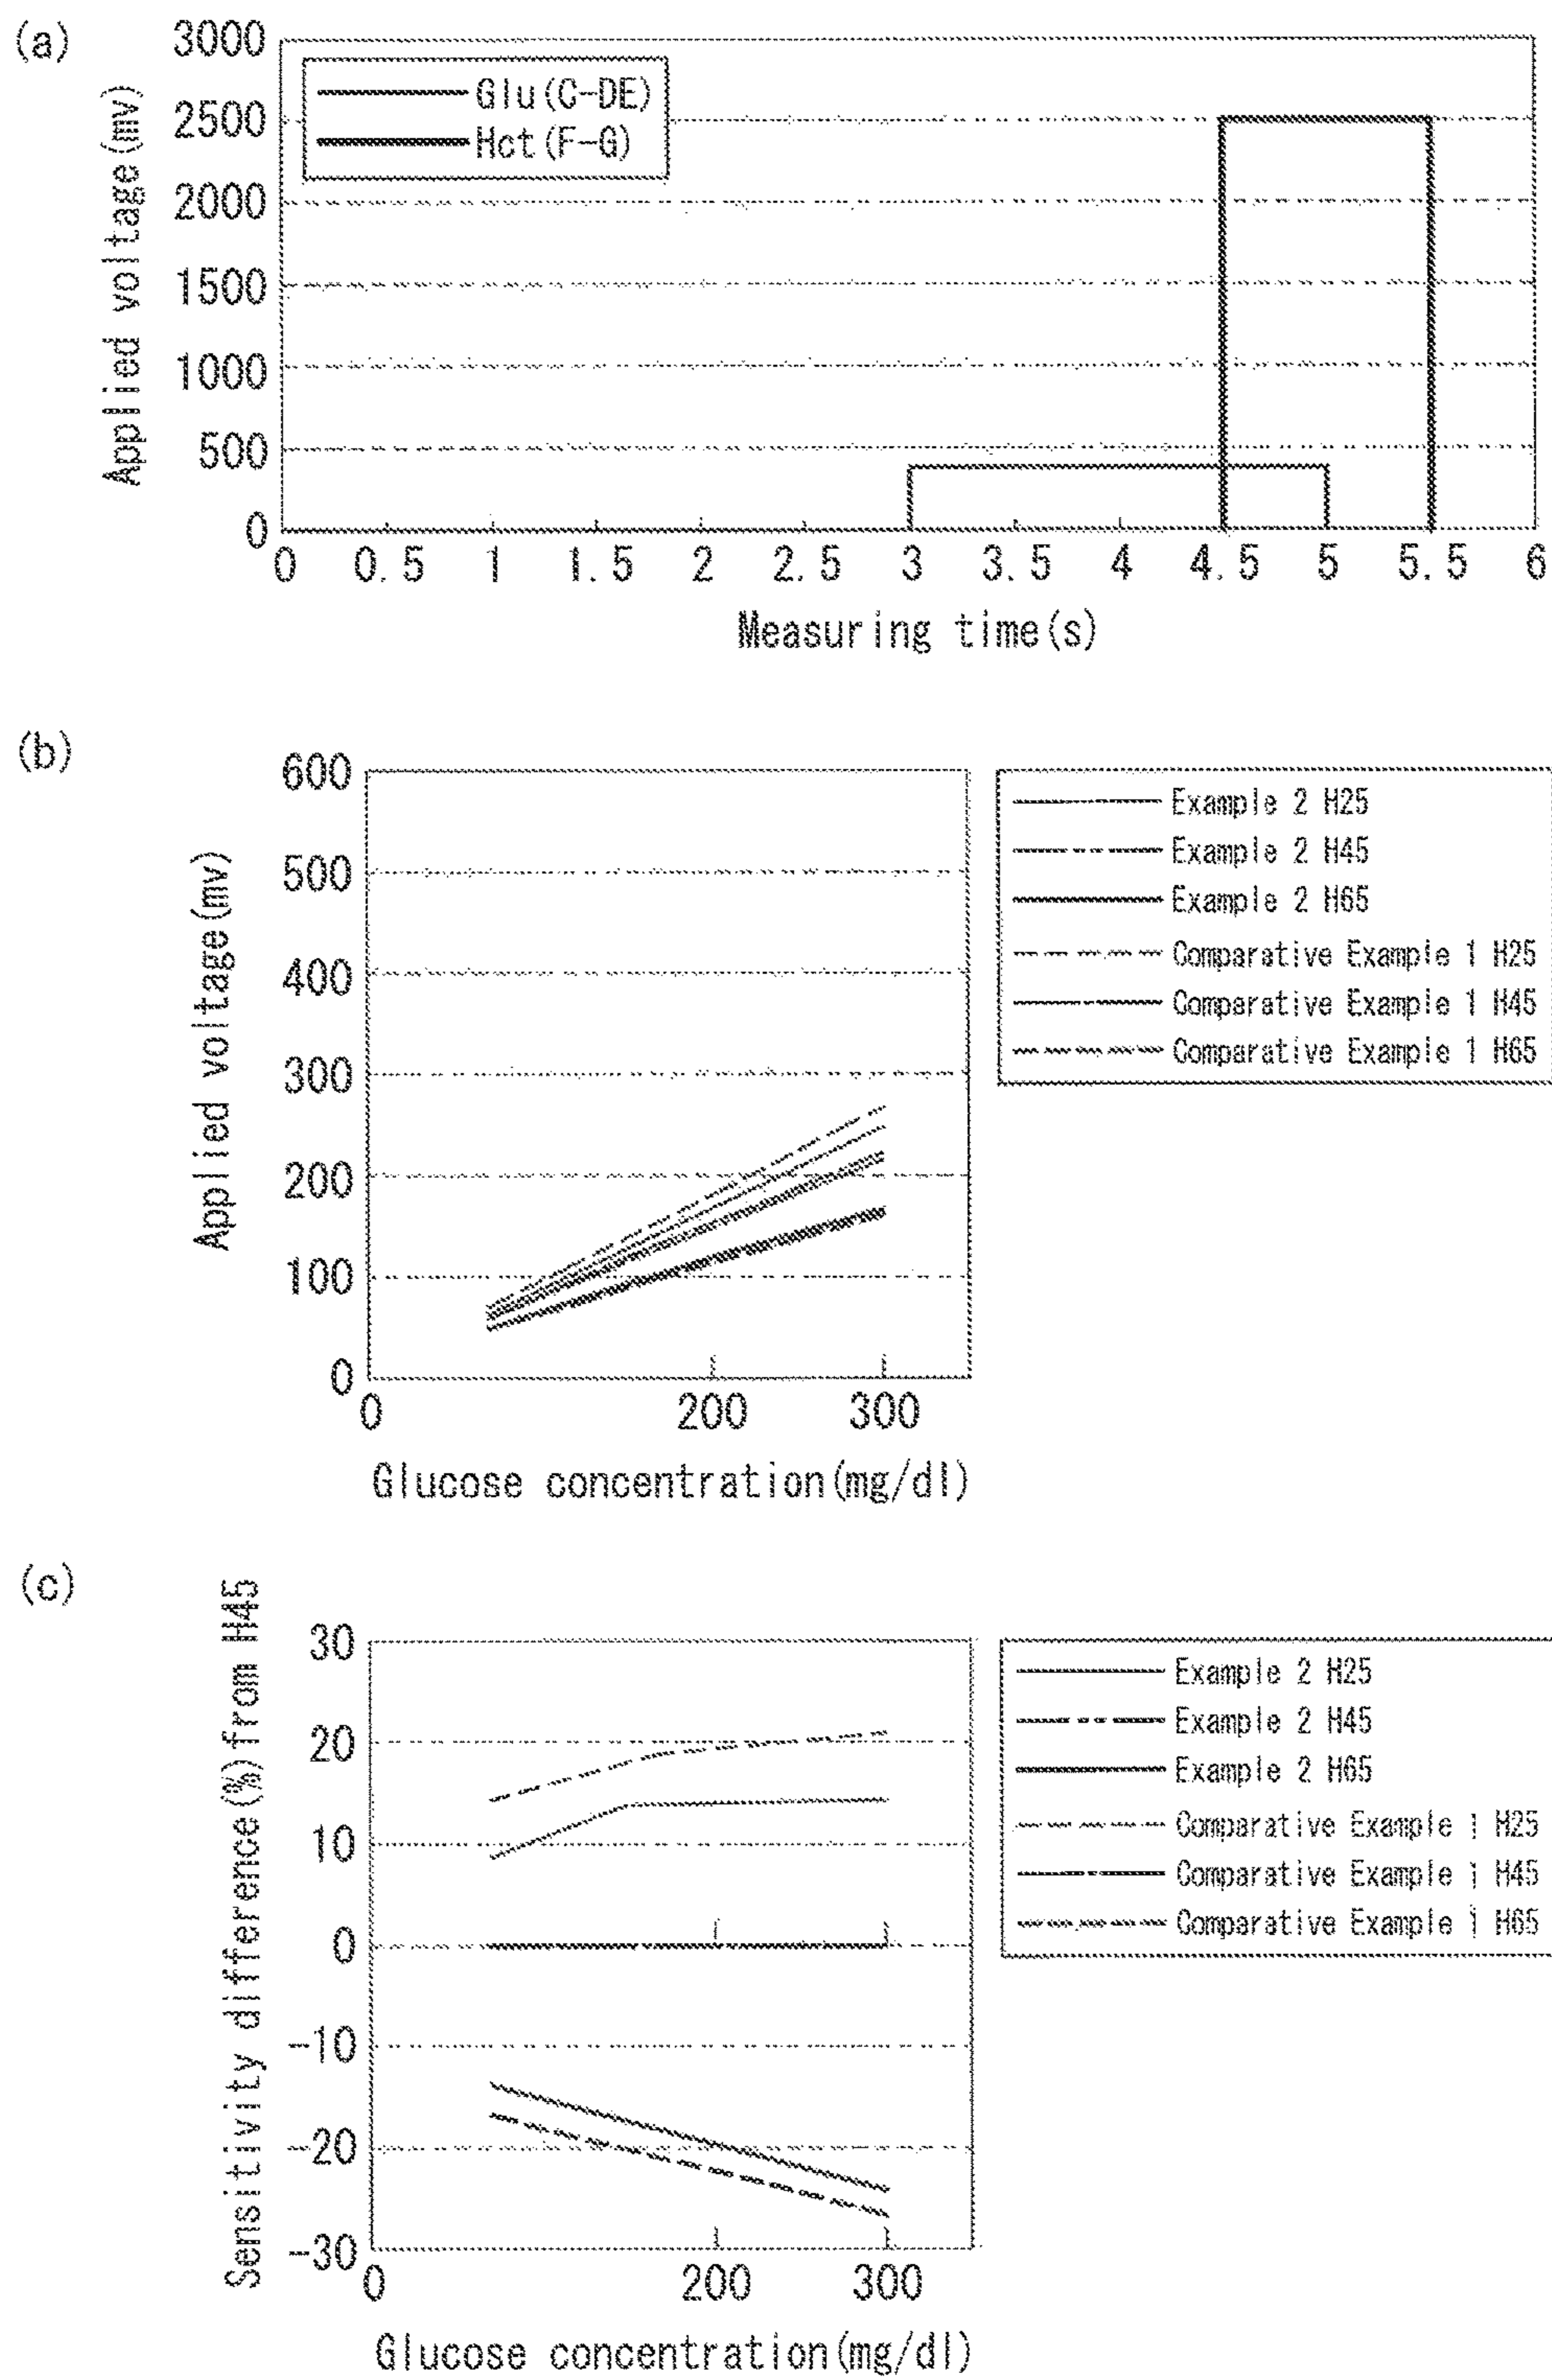 (a)
Applied voltage(mv)
3000
2500
2000
1500
1000
500
0
Glu(C-DE)
Hct(F-G)
0 0.5 1 1.5 2 2.5 3 3.5 4 4.5 5 5.5 6
Measuring time(s)
(b)
Applied voltage(mv)
600
500
400
300
200
100
0
0 200 300
Glucose concentration(mg/dl)
Example 2 H25
Example 2 H45
Example 2 H65
Comparative Example 1 H25
Comparative Example 1 H45
Comparative Example 1 H65
(c)
Sensitivity difference(%)from H45
30
20
10
0
-10
-20
-30
0 200 300
Glucose concentration(mg/dl)
Example 2 H25
Example 2 H45
Example 2 H65
Comparative Example 1 H25
Comparative Example 1 H45
Comparative Example 1 H65